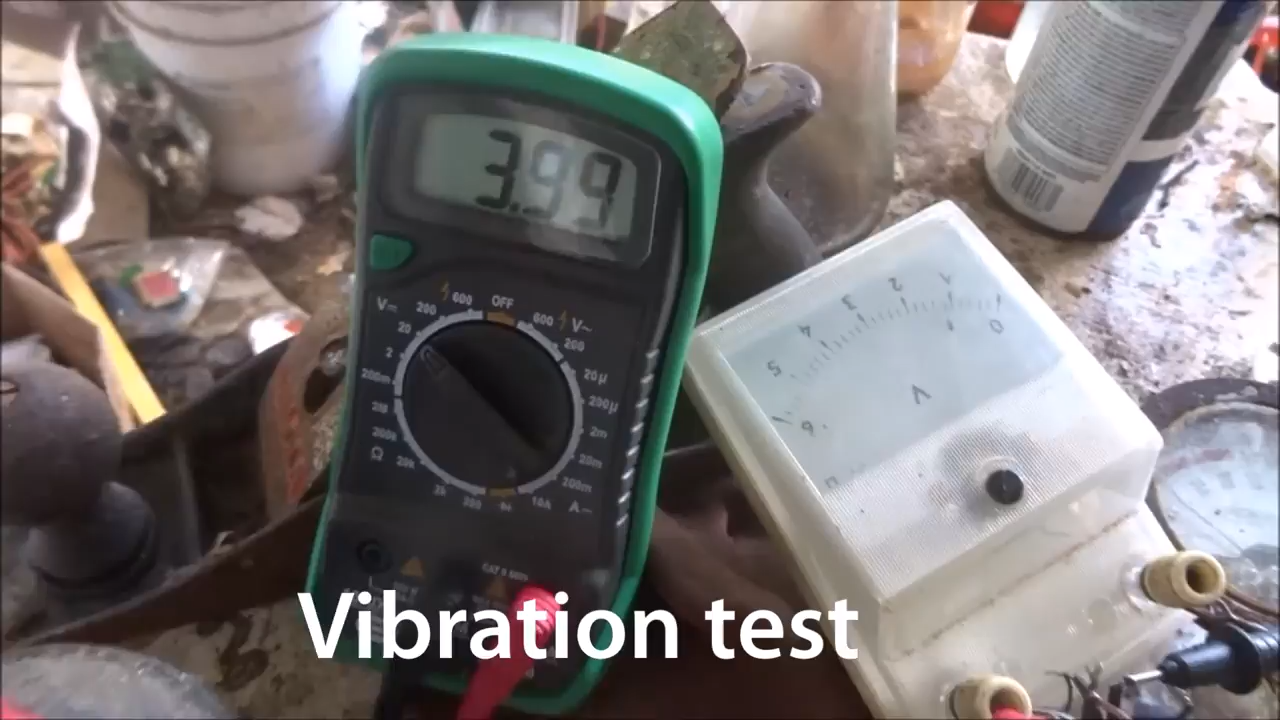 3.99
OFF
V⎓ 200 600
600 V~
20 200
2 20µ
200m 200µ
2M 2m
200k 20m
Ω 20k 200m
2k 200 10A A⎓
0 1 2 3 4 5 6
V
Vibration test